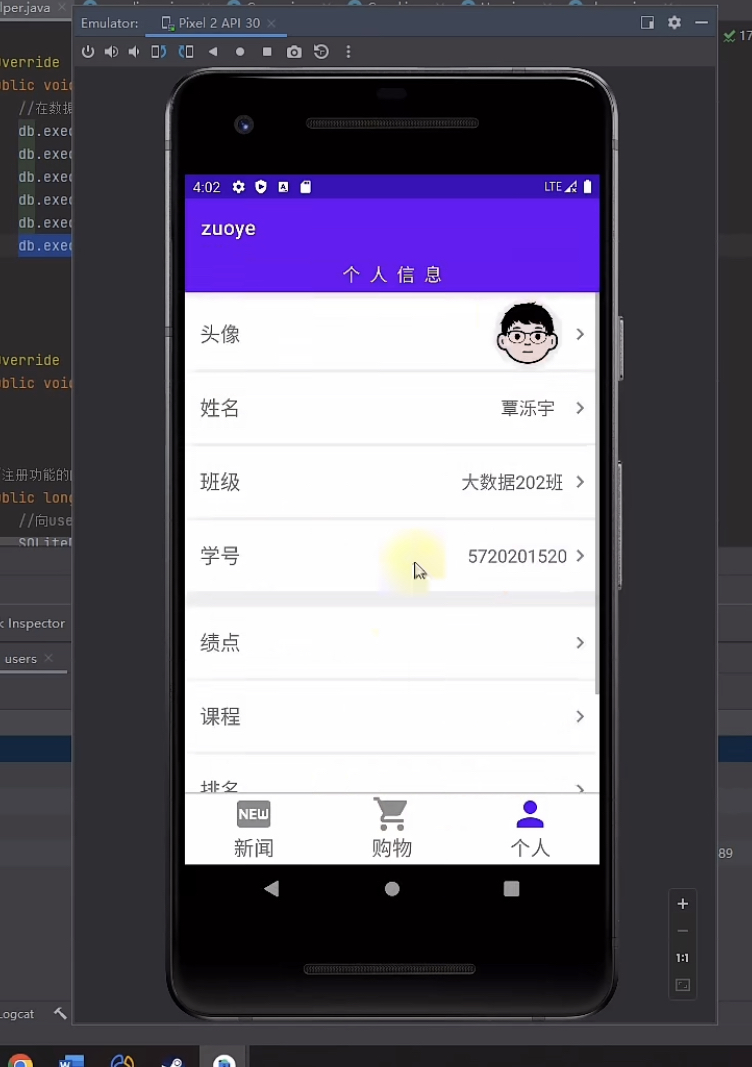 lper.java
Emulator: Pixel 2 API 30
17
verride
ublic voi
//在数据
db.exec
db.exec
db.exec
db.exec
db.exec
db.exec
verride
ublic voi
注册功能的
ublic long
//向use
SQLiteD
Inspector
users
Logcat
4:02
LTE
zuoye
个人信息
头像
姓名 覃泺宇
班级 大数据202班
学号 5720201520
绩点
课程
排名
NEW
新闻 购物 个人
89
1:1